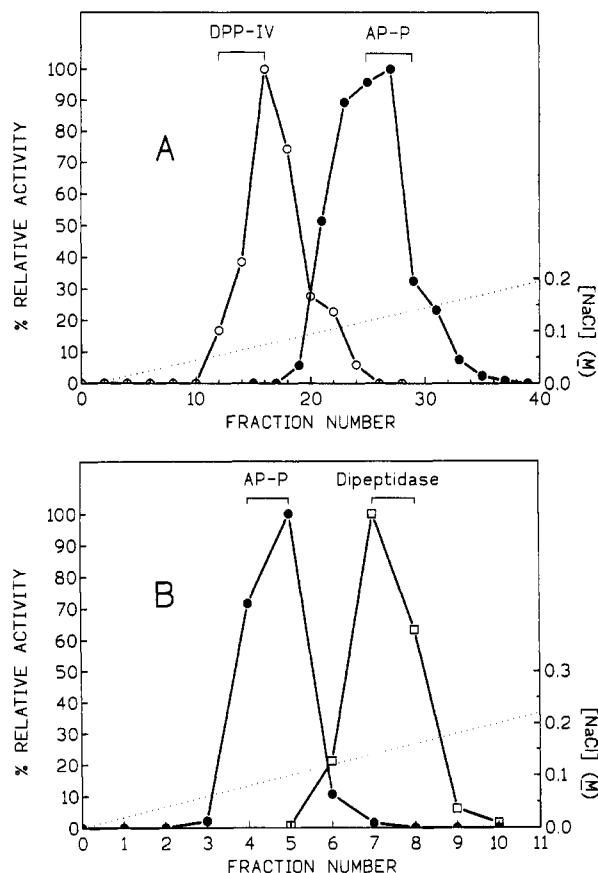 DPP-IV AP-P
100
90
80
70
60
50
40
30
20
10
0
% RELATIVE ACTIVITY
A
0.2
0.1
0.0
[NaCl] (M)
0 10 20 30 40
FRACTION NUMBER
AP-P Dipeptidase
100
90
80
70
60
50
40
30
20
10
0
% RELATIVE ACTIVITY
B
0.3
0.2
0.1
0.0
[NaCl] (M)
0 1 2 3 4 5 6 7 8 9 10 11
FRACTION NUMBER